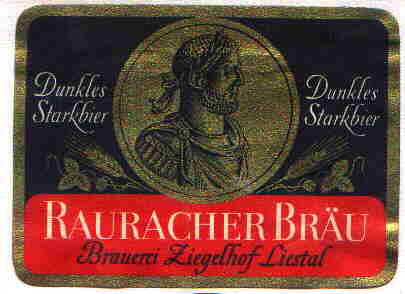 Dunkles
Starkbier
Dunkles
Starkbier
RAURACHER BRÄU
Brauerei Ziegelhof Liestal